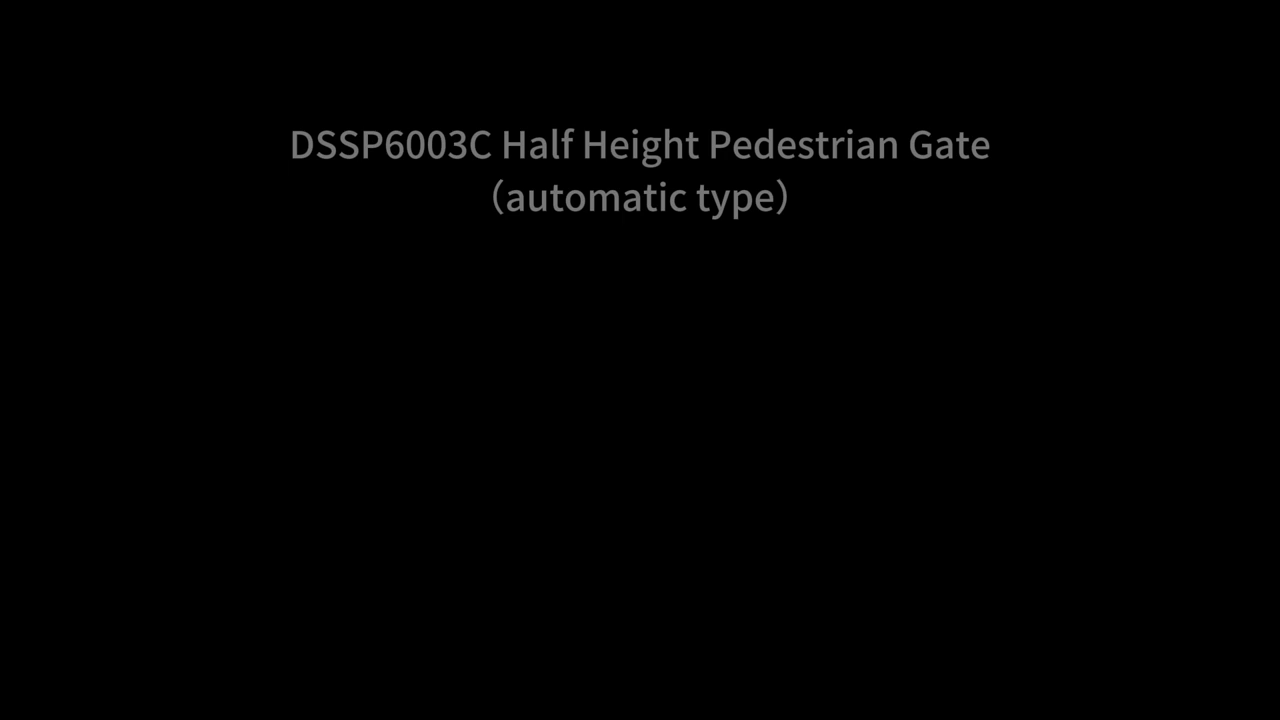 DSSP6003C Half Height Pedestrian Gate
（automatic type）